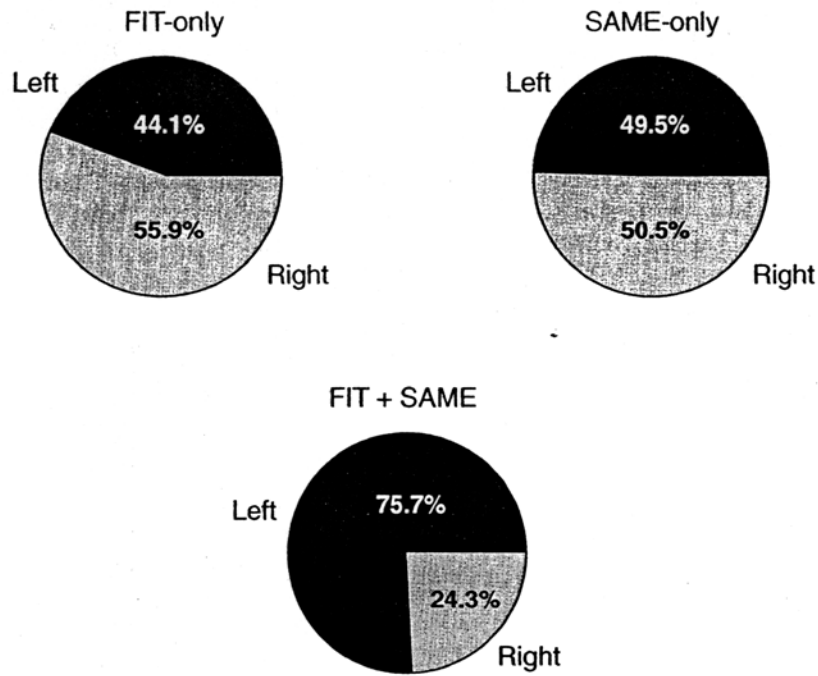 FIT-only
Left
44.1%
55.9%
Right
SAME-only
Left
49.5%
50.5%
Right
FIT + SAME
Left
75.7%
24.3%
Right